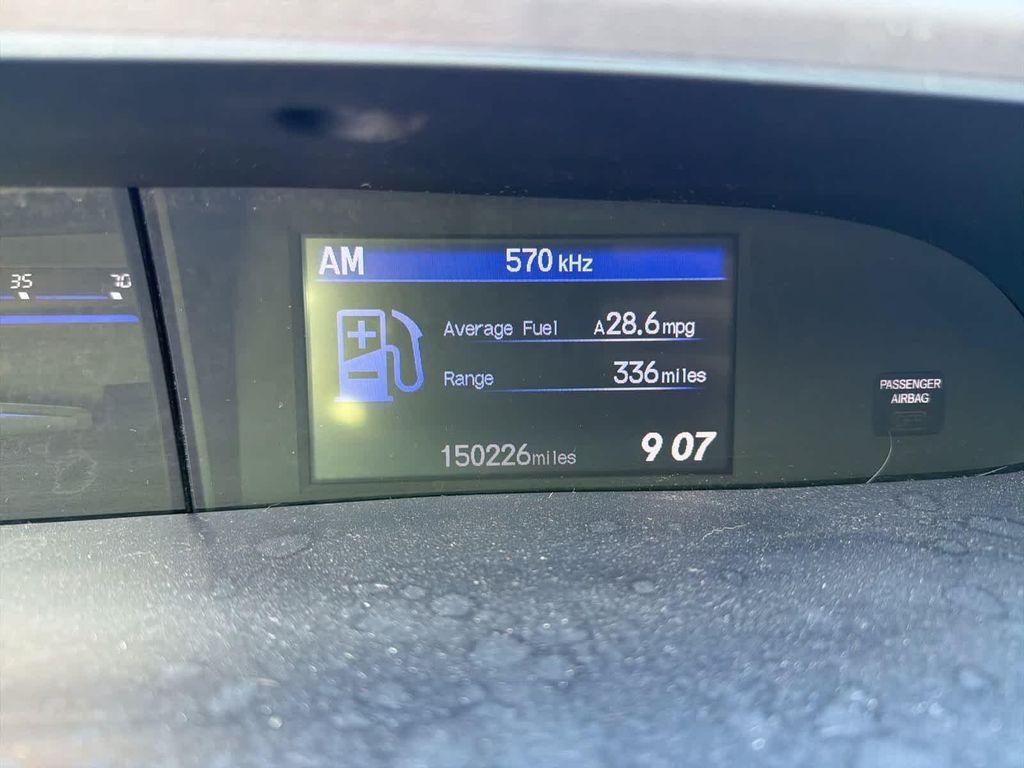 AM 570 kHz
35 70
Average Fuel A28.6mpg
Range 336miles
PASSENGER
AIRBAG
150226miles 9 07